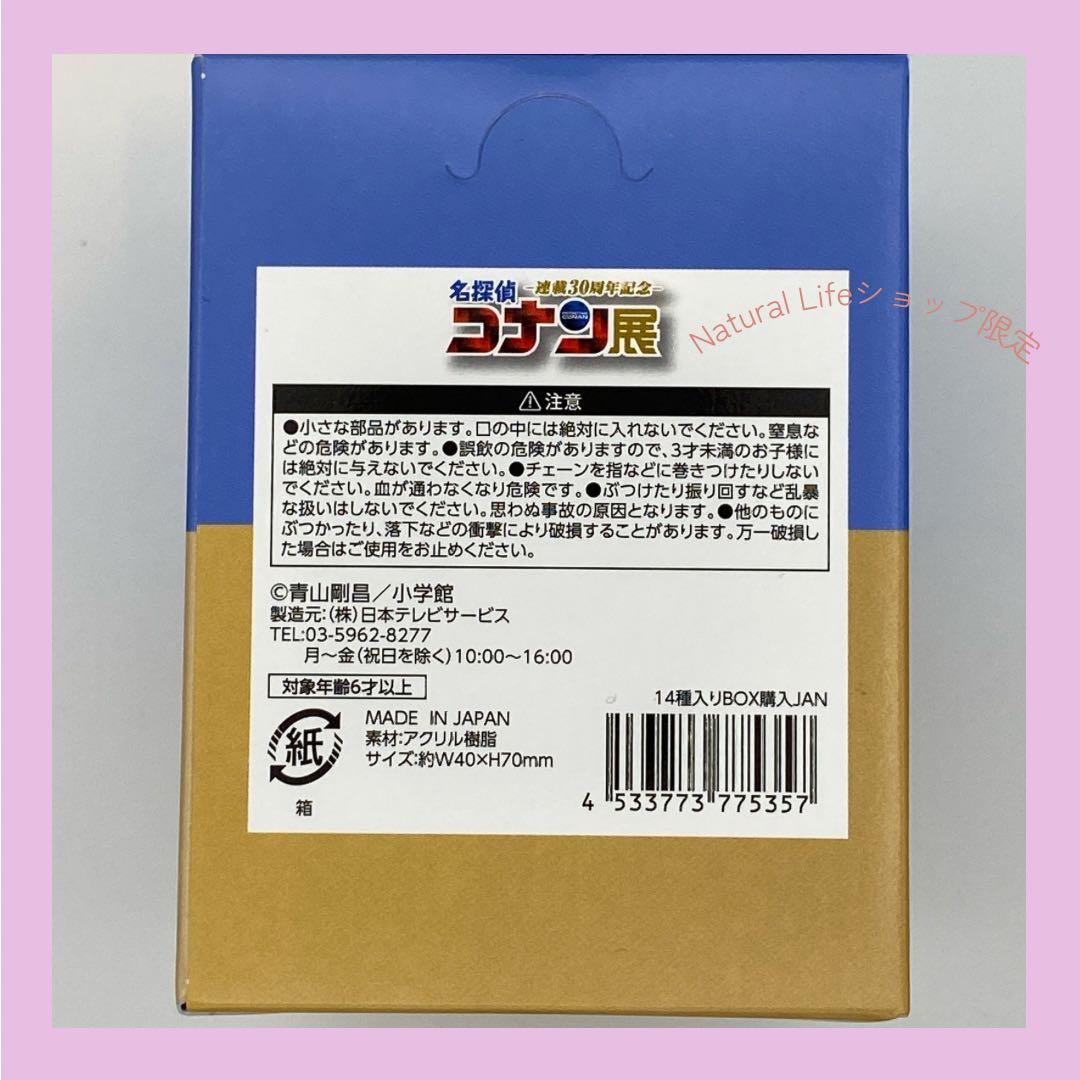 -連載30周年記念-
名探偵
コナン展
DETECTIVE CONAN
Natural Lifeショップ限定
⚠注意
●小さな部品があります。口の中には絶対に入れないでください。窒息な
どの危険があります。●誤飲の危険がありますので、3才未満のお子様に
は絶対に与えないでください。●チェーンを指などに巻きつけたりしない
でください。血が通わなくなり危険です。●ぶつけたり振り回すなど乱暴
な扱いはしないでください。思わぬ事故の原因となります。●他のものに
ぶつかったり、落下などの衝撃により破損することがあります。万一破損し
た場合はご使用をお止めください。
©青山剛昌／小学館
製造元:(株)日本テレビサービス
TEL:03-5962-8277
月〜金(祝日を除く)10:00〜16:00
対象年齢6才以上
14種入りBOX購入JAN
紙
箱
MADE IN JAPAN
素材:アクリル樹脂
サイズ:約W40×H70mm
4 533773 775357